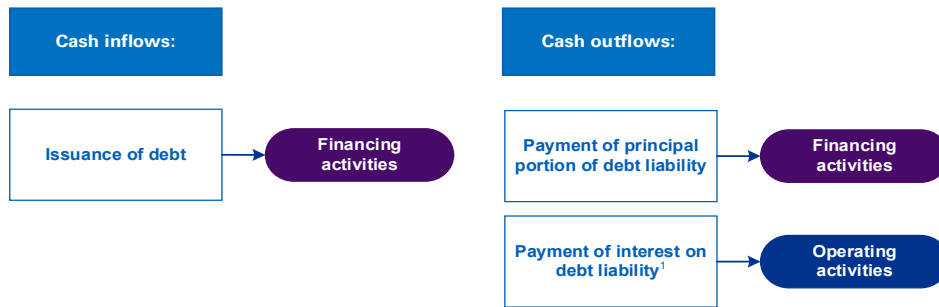 Cash inflows:
Cash outflows:
Issuance of debt
Financing
activities
Payment of principal
portion of debt liability
Financing
activities
Payment of interest on
debt liability¹
Operating
activities